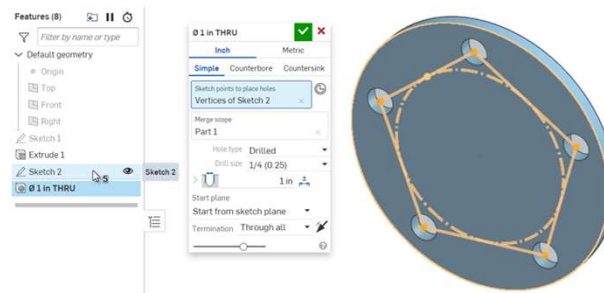 Features (8)
Filter by name or type
Default geometry
Origin
Top
Front
Right
Sketch 1
Extrude 1
Sketch 2
Ø 1 in THRU
Sketch 2
Ø 1 in THRU
Inch Metric
Simple Counterbore Countersink
Sketch points to place holes
Vertices of Sketch 2
Merge scope
Part 1
Hole type Drilled
Drill size 1/4 (0.25)
1 in
Start plane
Start from sketch plane
Termination Through all